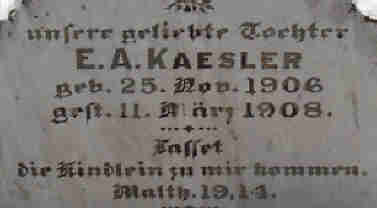 unsere geliebte Tochter
E. A. KAESLER
geb. 25. Nov. 1906
gest. 11. März 1908.
Lasset
die Kindlein zu mir kommen.
Matth. 19,14.